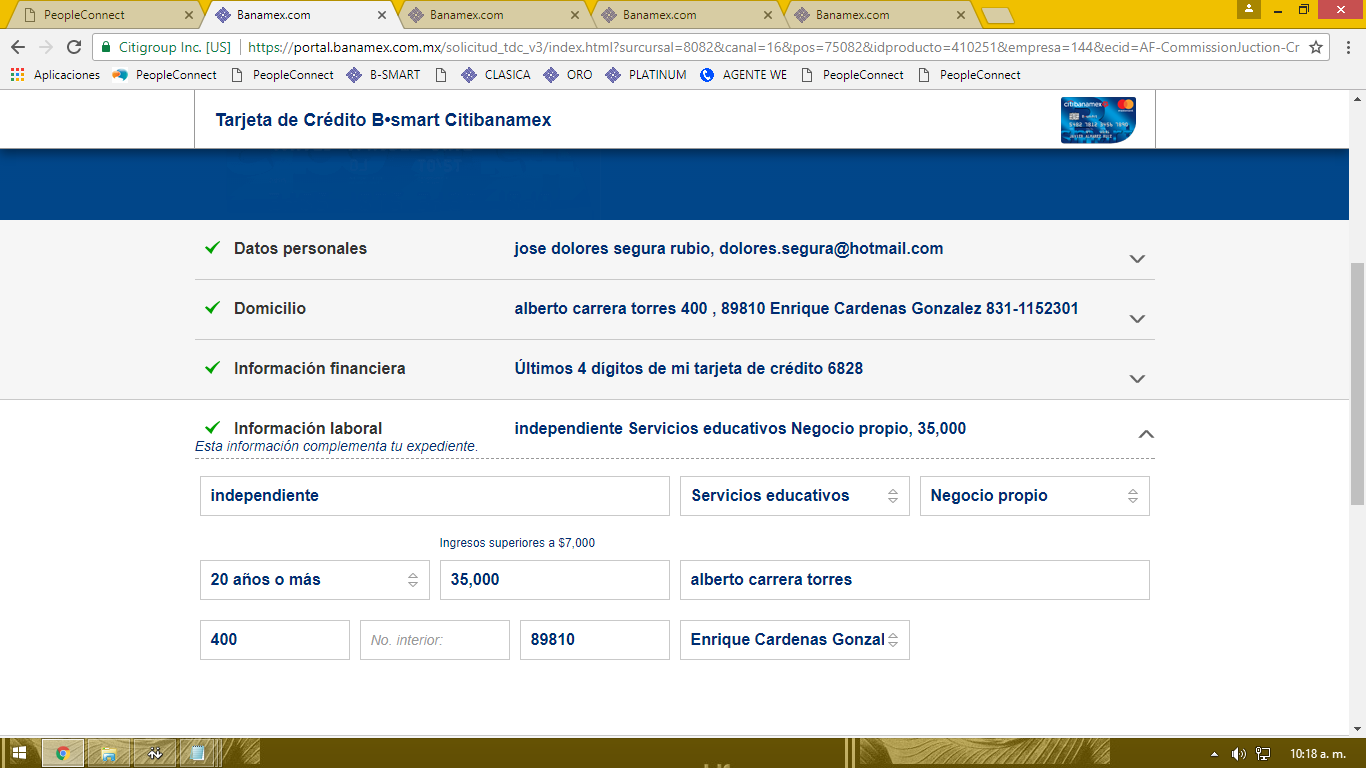 PeopleConnect
Banamex.com
Banamex.com
Banamex.com
Banamex.com
Citigroup Inc. [US]
https://portal.banamex.com.mx/solicitud_tdc_v3/index.html?surcursal=8082&canal=16&pos=75082&idproducto=410251&empresa=144&ecid=AF-CommissionJuction-Cr
Aplicaciones
PeopleConnect
PeopleConnect
B-SMART
CLASICA
ORO
PLATINUM
AGENTE WE
PeopleConnect
PeopleConnect
Tarjeta de Crédito B•smart Citibanamex
citibanamex
Datos personales
jose dolores segura rubio, dolores.segura@hotmail.com
Domicilio
alberto carrera torres 400 , 89810 Enrique Cardenas Gonzalez 831-1152301
Información financiera
Últimos 4 dígitos de mi tarjeta de crédito 6828
Información laboral
independiente Servicios educativos Negocio propio, 35,000
Esta información complementa tu expediente.
independiente
Servicios educativos
Negocio propio
Ingresos superiores a $7,000
20 años o más
35,000
alberto carrera torres
400
No. interior:
89810
Enrique Cardenas Gonzal
10:18 a. m.